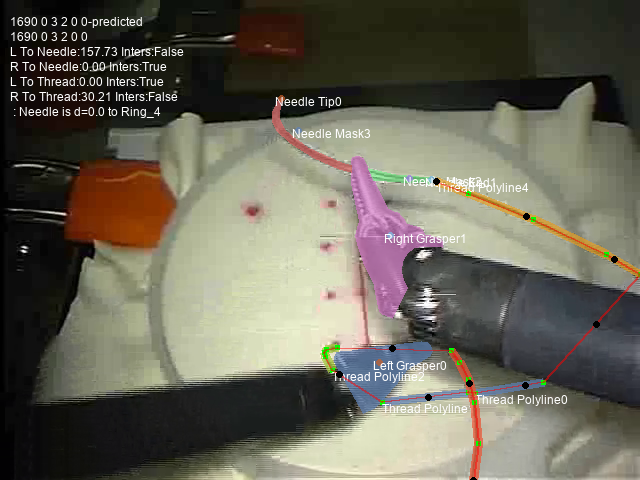 1690 0 3 2 0 0-predicted
1690 0 3 2 0 0
L To Needle:157.73 Inters:False
R To Needle:0.00 Inters:True
L To Thread:0.00 Inters:True
R To Thread:30.21 Inters:False
: Needle is d=0.0 to Ring_4
Needle Tip0
Needle Mask3
Thread Polyline4
Right Grasper1
Left Grasper0
Thread Polyline2
Thread Polyline
Thread Polyline0